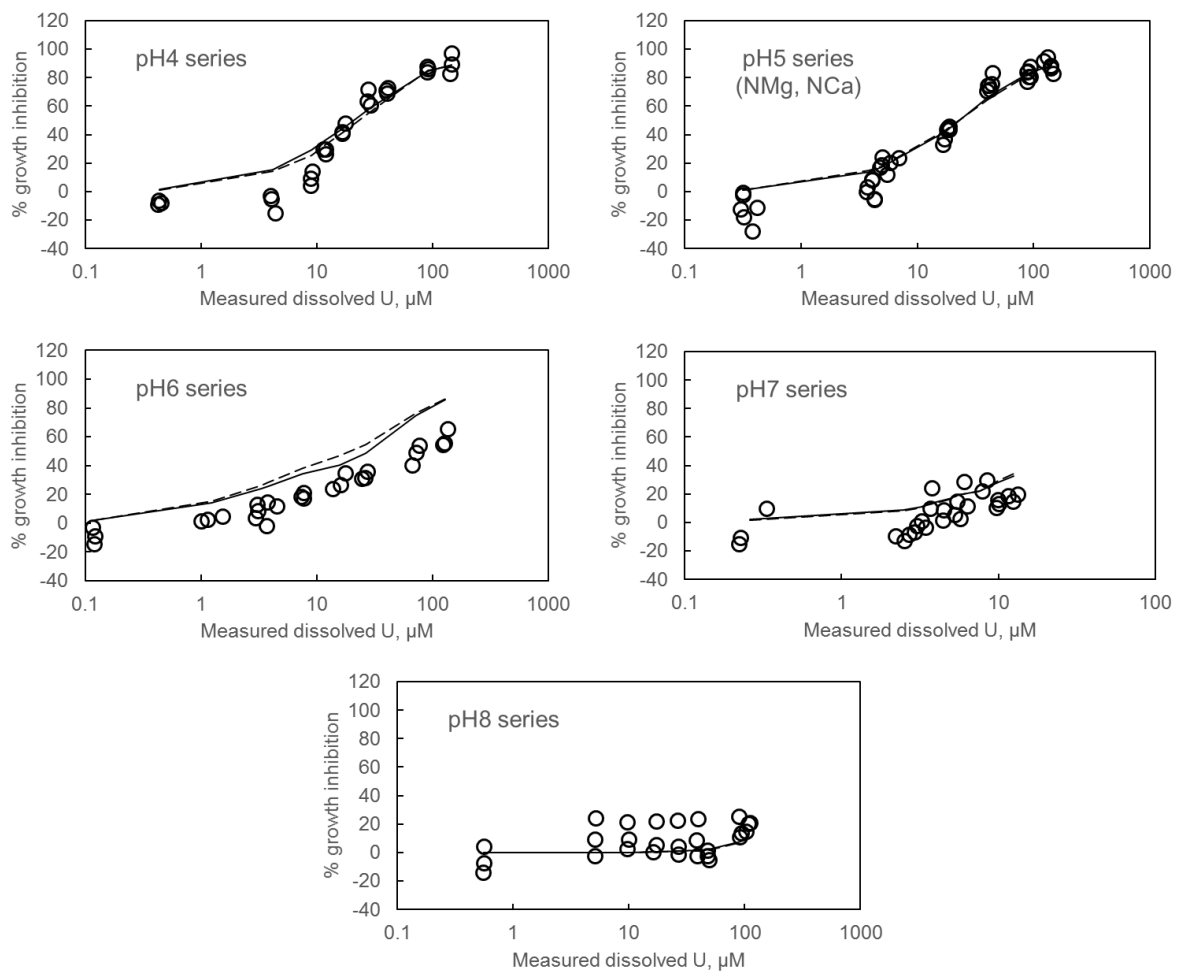 120
100
80
60
40
20
0
-20
-40
% growth inhibition
pH4 series
0.1 1 10 100 1000
Measured dissolved U, µM
120
100
80
60
40
20
0
-20
-40
% growth inhibition
pH5 series
(NMg, NCa)
0.1 1 10 100 1000
Measured dissolved U, µM
120
100
80
60
40
20
0
-20
-40
% growth inhibition
pH6 series
0.1 1 10 100 1000
Measured dissolved U, µM
120
100
80
60
40
20
0
-20
-40
% growth inhibition
pH7 series
0.1 1 10 100
Measured dissolved U, µM
120
100
80
60
40
20
0
-20
-40
% growth inhibition
pH8 series
0.1 1 10 100 1000
Measured dissolved U, µM